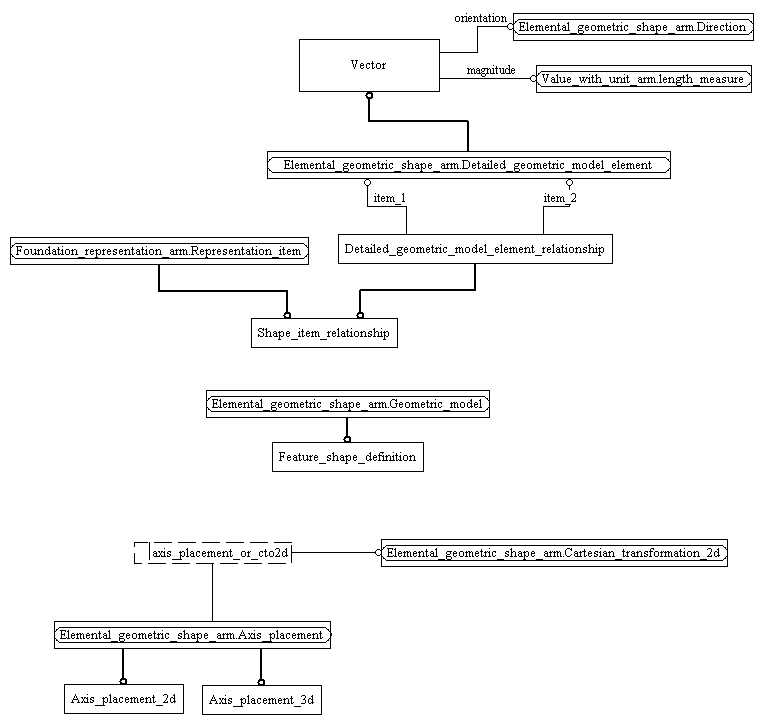 orientation
Elemental_geometric_shape_arm.Direction
Vector
magnitude
Value_with_unit_arm.length_measure
Elemental_geometric_shape_arm.Detailed_geometric_model_element
item_1
item_2
Foundation_representation_arm.Representation_item
Detailed_geometric_model_element_relationship
Shape_item_relationship
Elemental_geometric_shape_arm.Geometric_model
Feature_shape_definition
axis_placement_or_cto2d
Elemental_geometric_shape_arm.Cartesian_transformation_2d
Elemental_geometric_shape_arm.Axis_placement
Axis_placement_2d
Axis_placement_3d